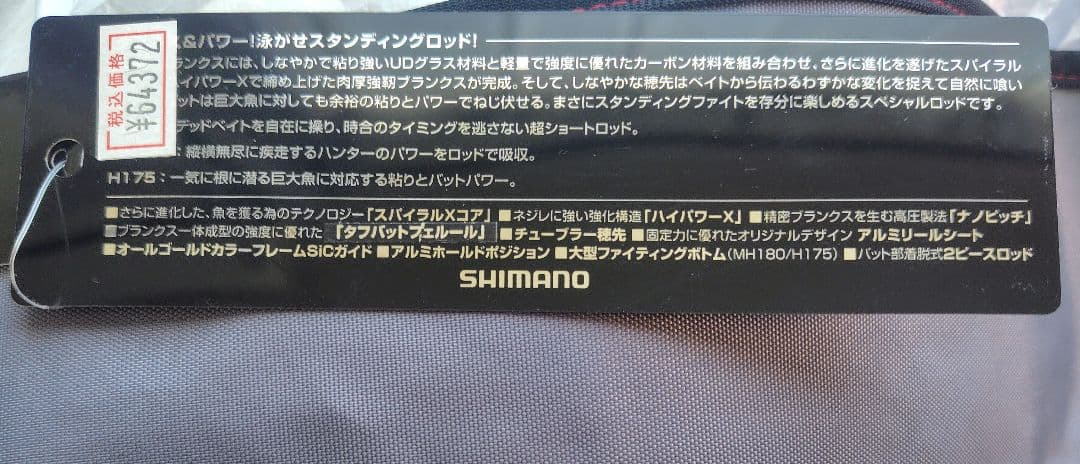 税込価格
¥64372
&パワー!泳がせスタンディングロッド!
ランクスには、しなやかで粘り強いUDグラス材料と軽量で強度に優れたカーボン材料を組み合わせ、さらに進化を遂げたスパイラル
イパワーXで締め上げた肉厚強靭ブランクスが完成。そして、しなやかな穂先はベイトから伝わるわずかな変化を捉えて自然に喰い
ットは巨大魚に対しても余裕の粘りとパワーでねじ伏せる。まさにスタンディングファイトを存分に楽しめるスペシャルロッドです。
デッドベイトを自在に操り、時合のタイミングを逃さない超ショートロッド。
:縦横無尽に疾走するハンターのパワーをロッドで吸収。
H175:一気に根に潜る巨大魚に対応する粘りとバットパワー。
■さらに進化した、魚を獲る為のテクノロジー「スパイラルXコア」 ■ネジレに強い強化構造「ハイパワーX」 ■精密ブランクスを生む高圧製法「ナノピッチ」
■ブランクス一体成型の強度に優れた「タフバットフェルール」 ■チューブラー穂先 ■固定力に優れたオリジナルデザイン アルミリールシート
■オールゴールドカラーフレームSiCガイド ■アルミホールドポジション ■大型ファイティングボトム(MH180/H175) ■バット部着脱式2ピースロッド
SHIMANO